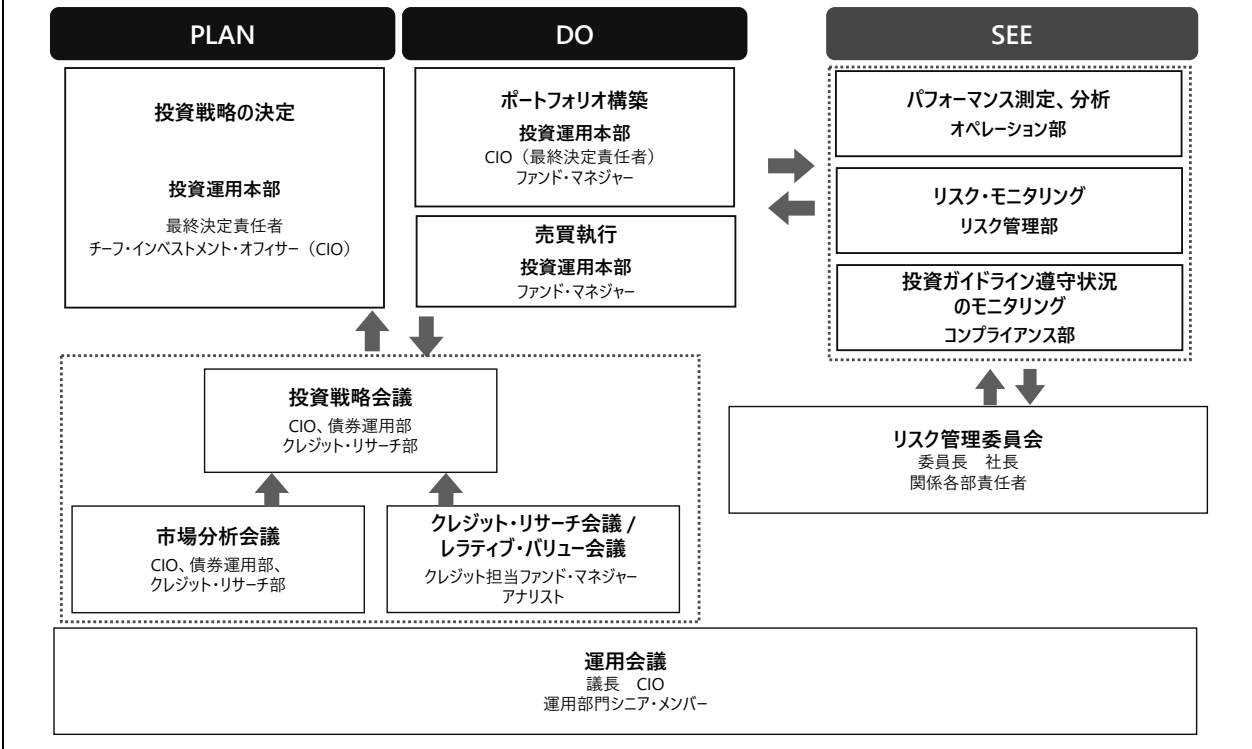 PLAN
DO
SEE
投資戦略の決定
投資運用本部
最終決定責任者
チーフ・インベストメント・オフィサー（CIO）
ポートフォリオ構築
投資運用本部
CIO（最終決定責任者）
ファンド・マネジャー
売買執行
投資運用本部
ファンド・マネジャー
パフォーマンス測定、分析
オペレーション部
リスク・モニタリング
リスク管理部
投資ガイドライン遵守状況
のモニタリング
コンプライアンス部
投資戦略会議
CIO、債券運用部
クレジット・リサーチ部
市場分析会議
CIO、債券運用部、
クレジット・リサーチ部
クレジット・リサーチ会議 /
レラティブ・バリュー会議
クレジット担当ファンド・マネジャー
アナリスト
リスク管理委員会
委員長　社長
関係各部責任者
運用会議
議長　CIO
運用部門シニア・メンバー